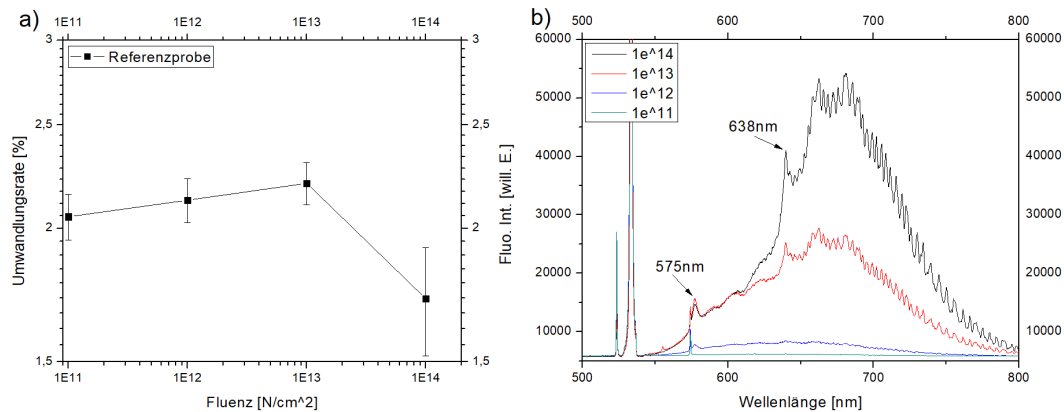 a)
1E11 1E12 1E13 1E14
3 3
Referenzprobe
2,5 2,5
2 2
1,5 1,5
Umwandlungsrate [%]
1E11 1E12 1E13 1E14
Fluenz [N/cm^2]
b)
500 600 700 800
60000 60000
1e^14
1e^13
1e^12
1e^11
50000 50000
638nm
40000 40000
30000 30000
575nm
20000 20000
10000 10000
Fluo. Int. [will. E.]
500 600 700 800
Wellenlänge [nm]